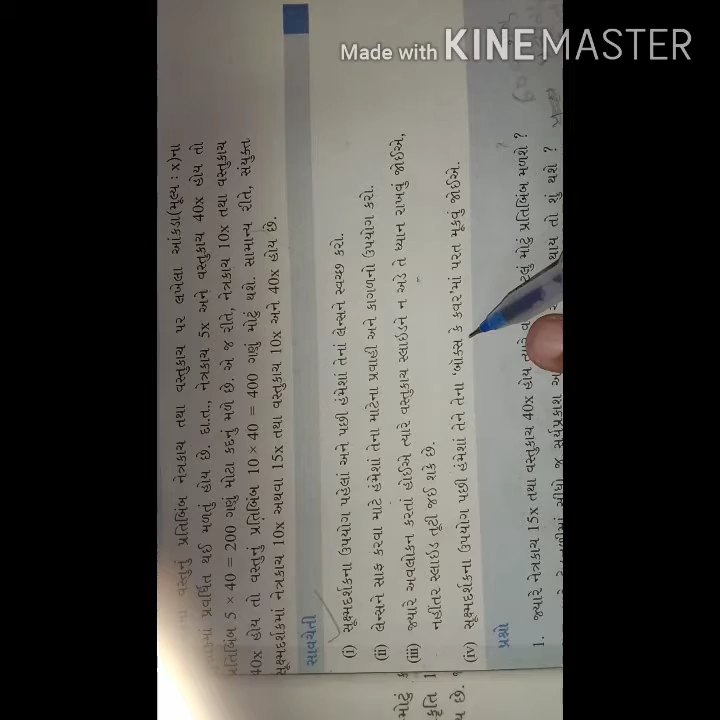 Made with KINEMASTER
વસ્તુનું પ્રતિબિંબ નેત્રકાચ તથા વસ્તુકાચ પર લખેલા આંકડા(મૂલ્ય : x)ના
પ્રવર્ધિત થઈ મળતું હોય છે. દા.ત., નેત્રકાચ 5x અને વસ્તુકાચ 40x હોય તો
પ્રતિબિંબ 5 × 40 = 200 ગણું મોટા કદનું મળે છે. એ જ રીતે, નેત્રકાચ 10x તથા વસ્તુકાચ
40x હોય તો વસ્તુનું પ્રતિબિંબ 10 × 40 = 400 ગણું મોટું થશે. સામાન્ય રીતે, સંયુક્ત
સૂક્ષ્મદર્શકમાં નેત્રકાચ 10x અથવા 15x તથા વસ્તુકાચ 10x અને 40x હોય છે.
સાવચેતી
(i) સૂક્ષ્મદર્શકના ઉપયોગ પહેલાં અને પછી હંમેશાં તેનાં લેન્સને સ્વચ્છ કરો.
(ii) લેન્સને સાફ કરવા માટે હંમેશાં તેના માટેના પ્રવાહી અને કાગળનો ઉપયોગ કરો.
(iii) જ્યારે અવલોકન કરતાં હોઈએ ત્યારે વસ્તુકાચ સ્લાઇડને ન અડે તે ધ્યાન રાખવું જોઈએ,
નહીંતર સ્લાઇડ તૂટી જઈ શકે છે.
(iv) સૂક્ષ્મદર્શકના ઉપયોગ પછી હંમેશાં તેને તેના 'બૉક્સ કે કવર'માં પરત મૂકવું જોઈએ.
પ્રશ્નો
1. જ્યારે નેત્રકાચ 15x તથા વસ્તુકાચ 40x હોય ત્યારે મોટું પ્રતિબિંબ મળશે ?
સીધો જ સૂર્યપ્રકાશ થાય તો શું થશે ?
મોટું
કૃતિ
છે.